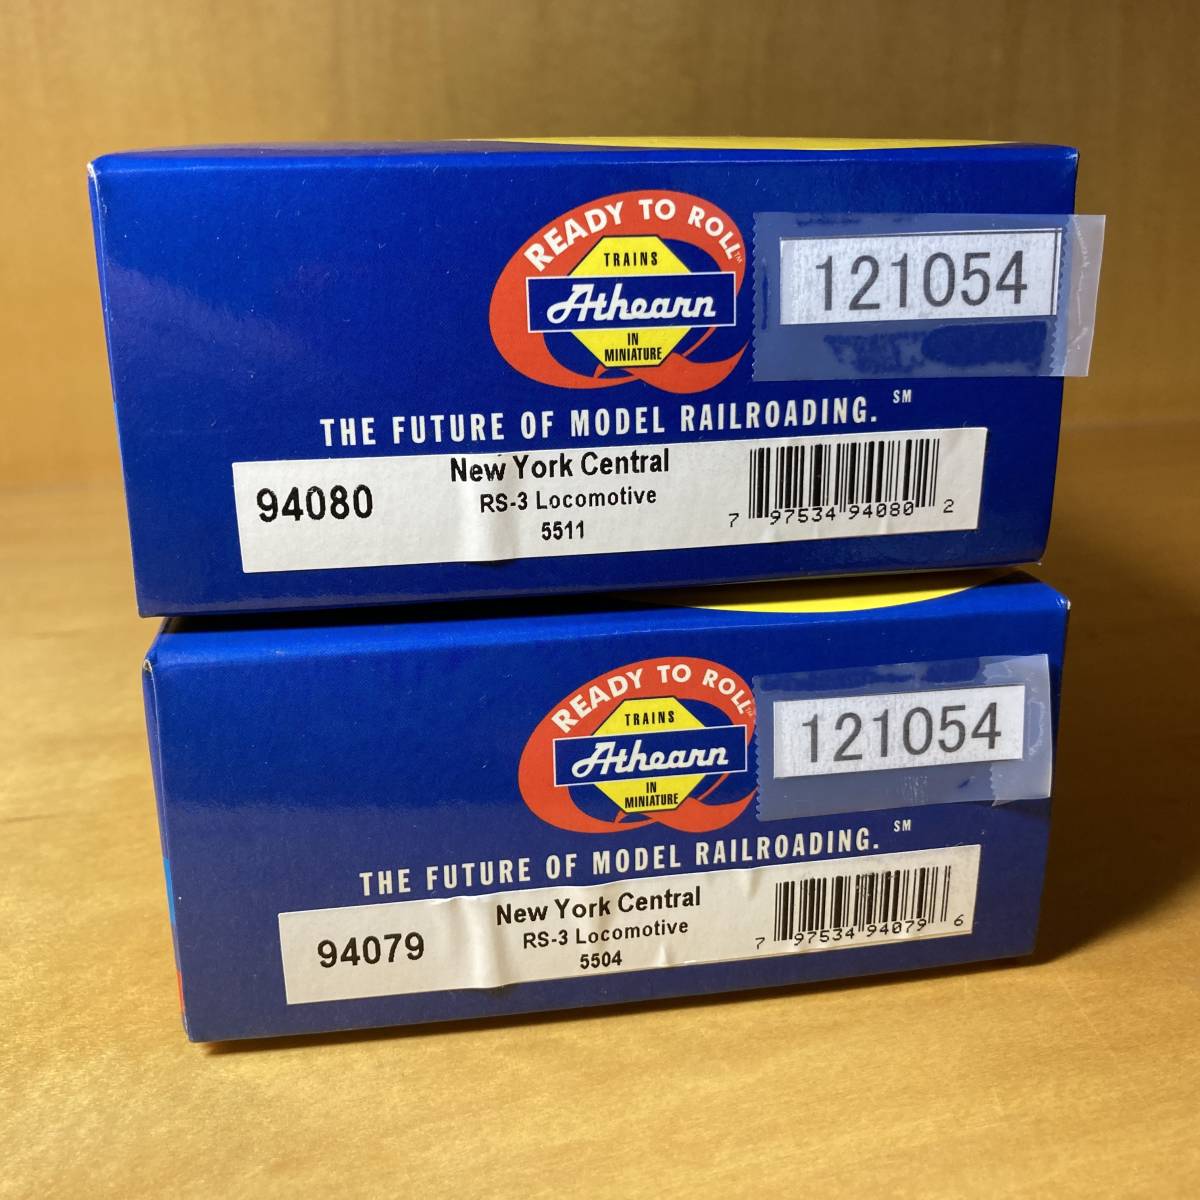 READY TO ROLL™
TRAINS
Athearn
IN
MINIATURE
121054
THE FUTURE OF MODEL RAILROADING. SM
94080
New York Central
RS-3 Locomotive
5511
7 97534 94080 2
READY TO ROLL™
TRAINS
Athearn
IN
MINIATURE
121054
THE FUTURE OF MODEL RAILROADING. SM
94079
New York Central
RS-3 Locomotive
5504
7 97534 94079 6